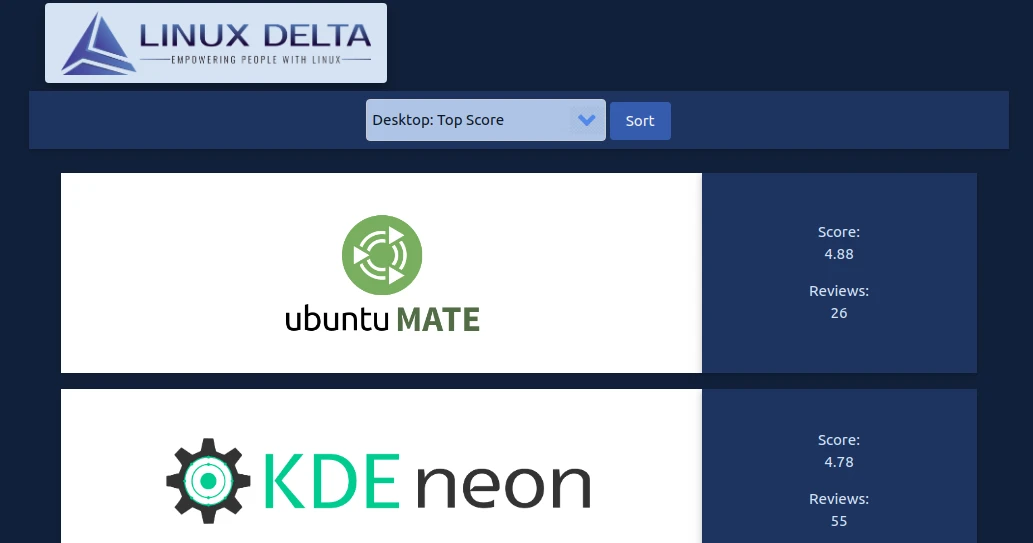 LINUX DELTA
EMPOWERING PEOPLE WITH LINUX
Desktop: Top Score
Sort
ubuntu MATE
Score:
4.88
Reviews:
26
KDE neon
Score:
4.78
Reviews:
55